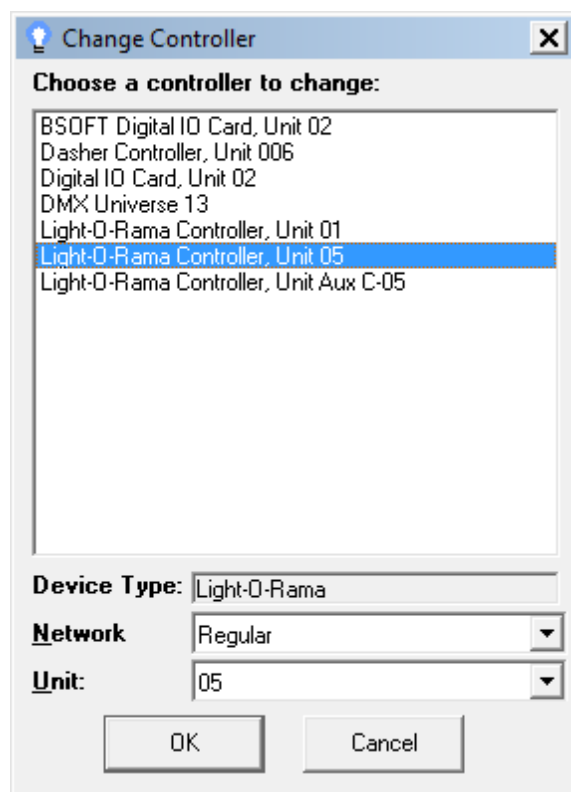 Change Controller
Choose a controller to change:
BSOFT Digital IO Card, Unit 02
Dasher Controller, Unit 006
Digital IO Card, Unit 02
DMX Universe 13
Light-O-Rama Controller, Unit 01
Light-O-Rama Controller, Unit 05
Light-O-Rama Controller, Unit Aux C-05
Device Type: Light-O-Rama
Network Regular
Unit: 05
OK Cancel